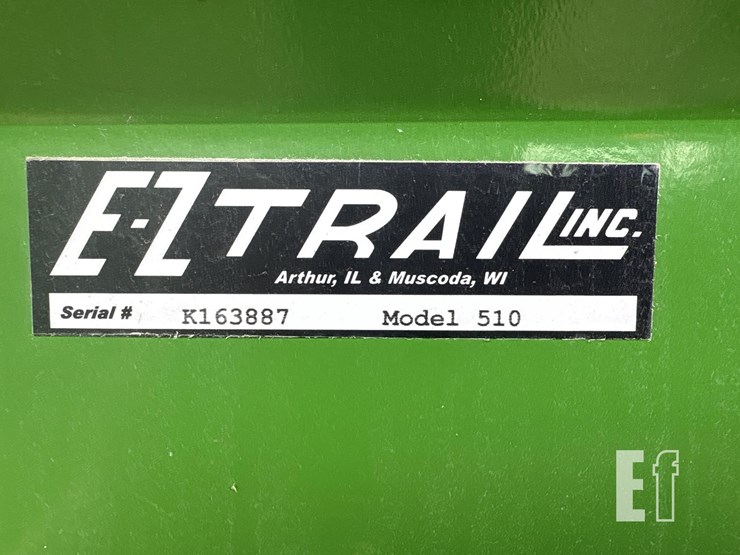 E-Z TRAIL INC.
Arthur, IL & Muscoda, WI
Serial # K163887 Model 510
Ef